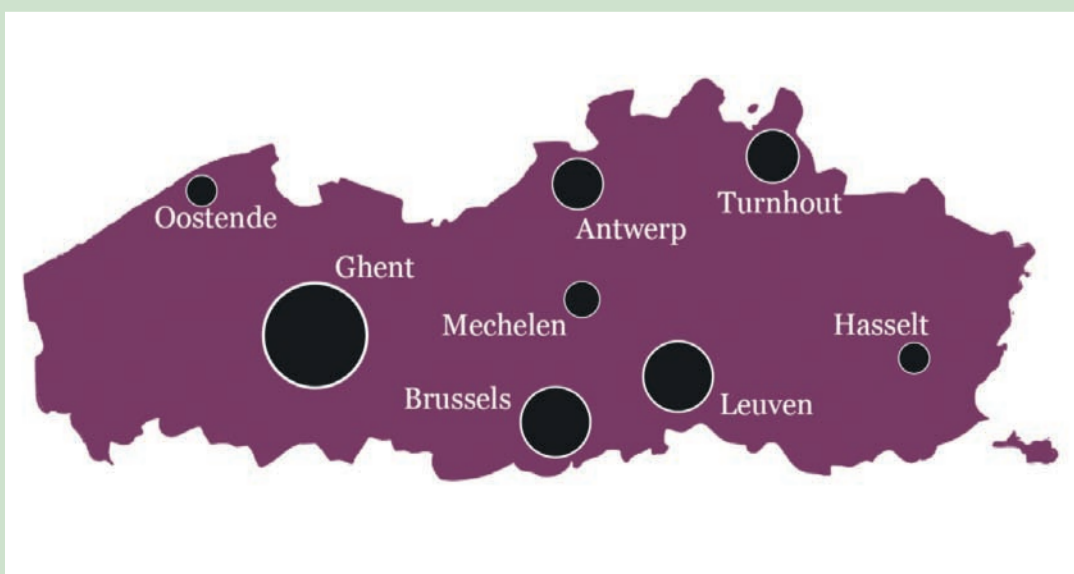 Oostende
Antwerp
Turnhout
Ghent
Mechelen
Hasselt
Brussels
Leuven